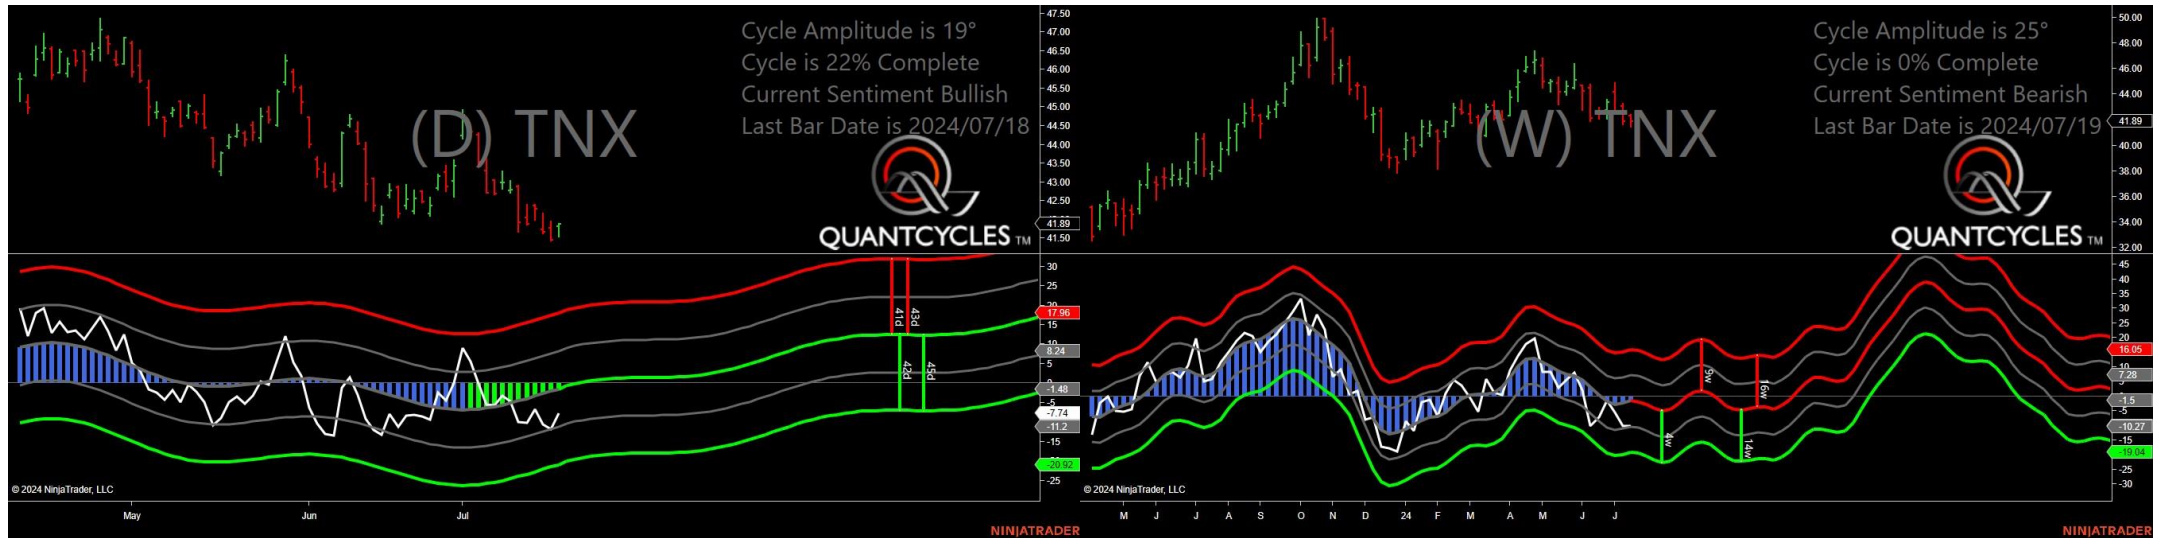 Cycle Amplitude is 19°
Cycle is 22% Complete
Current Sentiment Bullish
Last Bar Date is 2024/07/18
(D) TNX
QUANTCYCLES TM
47.50
47.00
46.50
46.00
45.50
45.00
44.50
44.00
43.50
43.00
42.50
41.89
41.50
30
25
20
17.96
15
8.24
5
-1.48
-5
-7.74
-11.2
-15
-20.92
-25
41d
43d
42d
45d
© 2024 NinjaTrader, LLC
May
Jun
Jul
NINJATRADER
Cycle Amplitude is 25°
Cycle is 0% Complete
Current Sentiment Bearish
Last Bar Date is 2024/07/19
(W) TNX
QUANTCYCLES TM
50.00
48.00
46.00
44.00
41.89
40.00
38.00
36.00
34.00
32.00
45
35
30
25
20
16.05
10
7.28
-1.5
-5
-10.27
-15
-19.04
-25
-30
9w
16w
4w
14w
© 2024 NinjaTrader, LLC
M J J A S O N D 24 F M A M J J
NINJATRADER